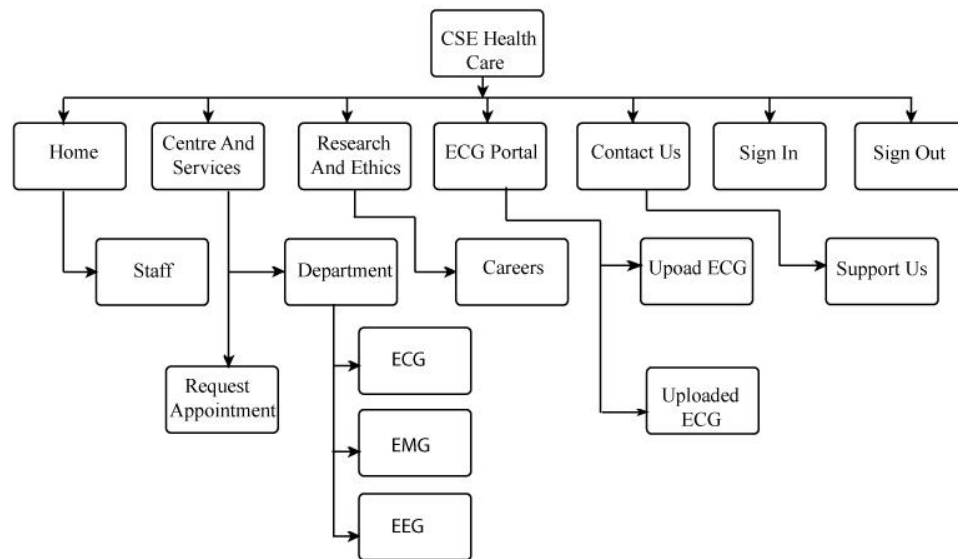 CSE Health
Care
Home
Centre And
Services
Research
And Ethics
ECG Portal
Contact Us
Sign In
Sign Out
Staff
Department
Careers
Upoad ECG
Support Us
ECG
Request
Appointment
Uploaded
ECG
EMG
EEG